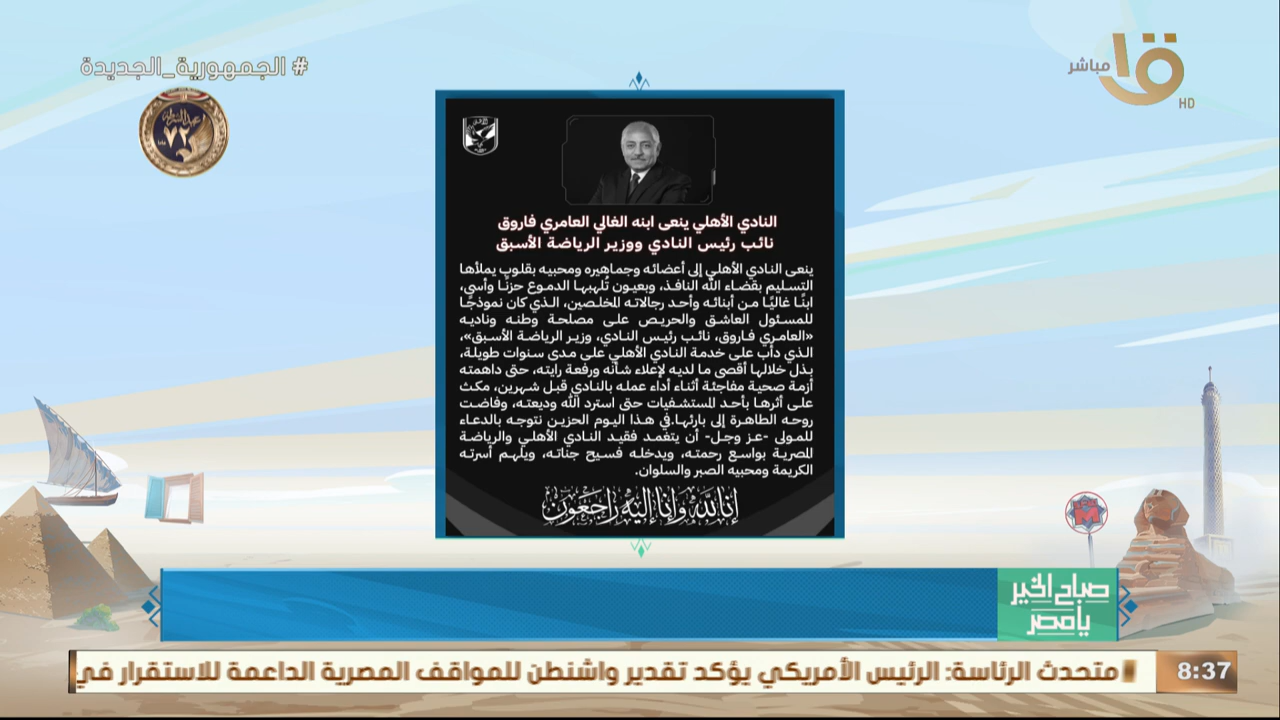 # الجمهورية_الجديدة
مباشر
HD
عيد الشرطة
٧٢
النادي الأهلي ينعى ابنه الغالي العامري فاروق
نائب رئيس النادي ووزير الرياضة الأسبق
ينعى النادي الأهلي إلى أعضائه وجماهيره ومحبيه بقلوب يملأها
التسليم بقضاء الله النافذ، وبعيون تُلهبها الدموع حزنًا وأسى،
ابنًا غاليًا من أبنائه وأحد رجالاته المخلصين، الذي كان نموذجًا
للمسئول العاشق والحريص على مصلحة وطنه وناديه
«العامري فاروق، نائب رئيس النادي، وزير الرياضة الأسبق»،
الذي دأب على خدمة النادي الأهلي على مدى سنوات طويلة،
بذل خلالها أقصى ما لديه لإعلاء شأنه ورفعة رايته، حتى داهمته
أزمة صحية مفاجئة أثناء أداء عمله بالنادي قبل شهرين، مكث
على أثرها بأحد المستشفيات حتى استرد الله وديعته، وفاضت
روحه الطاهرة إلى بارئها.في هذا اليوم الحزين نتوجه بالدعاء
للمولى -عز وجل- أن يتغمد فقيد النادي الأهلي والرياضة
المصرية بواسع رحمته، ويدخله فسيح جناته، ويلهم أسرته
الكريمة ومحبيه الصبر والسلوان.
إنا لله وإنا إليه راجعون
M
صباح الخير
يا مصر
متحدث الرئاسة: الرئيس الأمريكي يؤكد تقدير واشنطن للمواقف المصرية الداعمة للاستقرار في
8:37